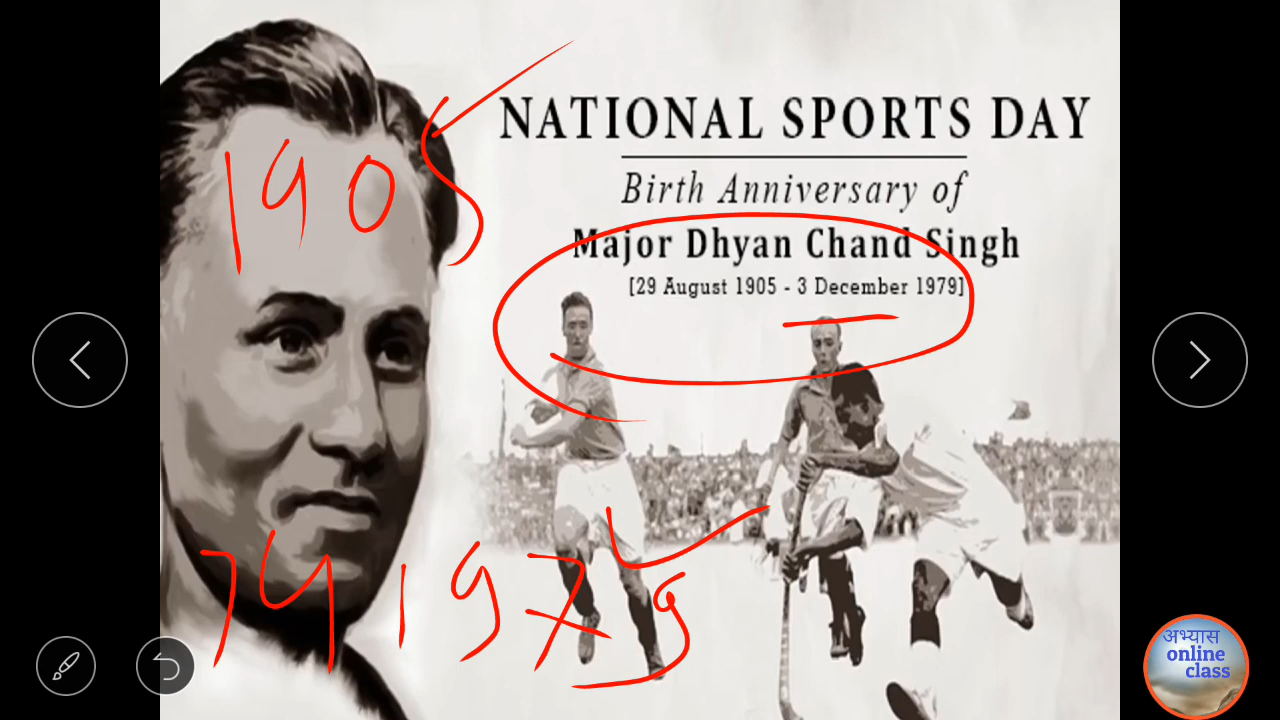 NATIONAL SPORTS DAY
Birth Anniversary of
Major Dhyan Chand Singh
[29 August 1905 - 3 December 1979]
1905
74 1979
अभ्यास
online
class